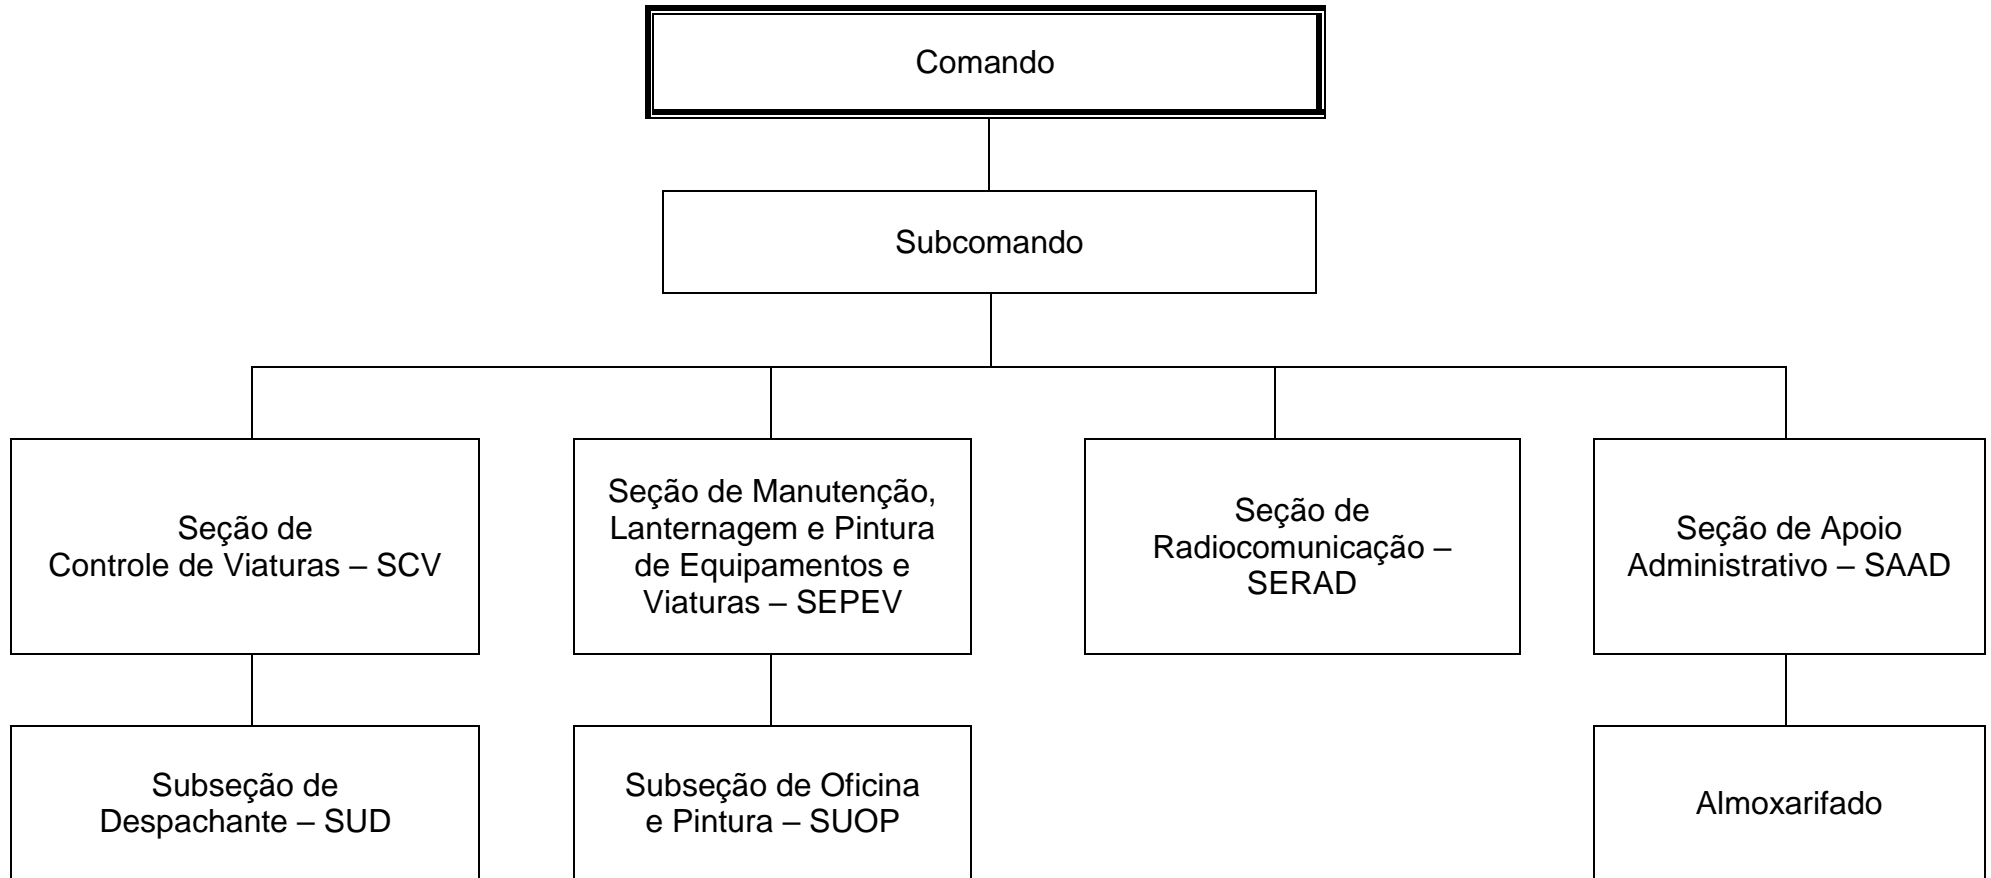 Comando
Subcomando
Seção de
Controle de Viaturas – SCV
Seção de Manutenção,
Lanternagem e Pintura
de Equipamentos e
Viaturas – SEPEV
Seção de
Radiocomunicação –
SERAD
Seção de Apoio
Administrativo – SAAD
Subseção de
Despachante – SUD
Subseção de Oficina
e Pintura – SUOP
Almoxarifado